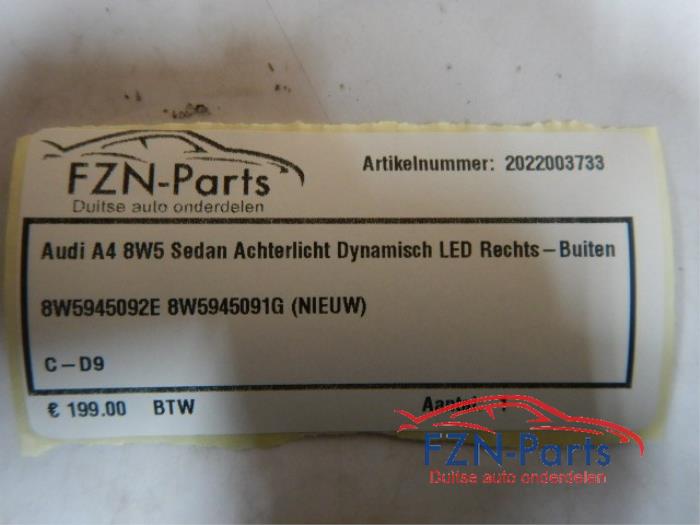 FZN-Parts
Duitse auto onderdelen
Artikelnummer: 2022003733
Audi A4 8W5 Sedan Achterlicht Dynamisch LED Rechts-Buiten
8W5945092E 8W5945091G (NIEUW)
C-D9
€ 199.00 BTW
FZN-Parts
Duitse auto onderdelen